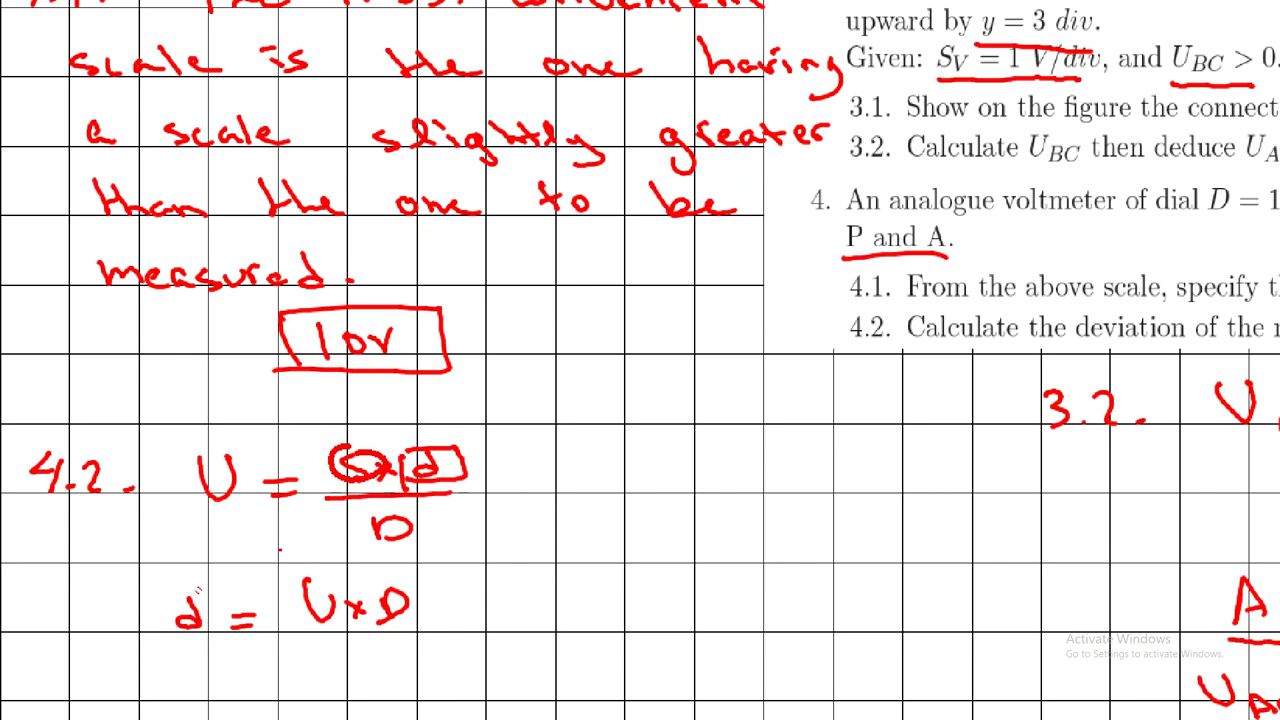 scale is the one having
a scale slightly greater
than the one to be
measured.
10V
4.2. U = S×d
D
d = U×D
upward by y = 3 div.
Given: S_V = 1 V/div, and U_BC > 0.
3.1. Show on the figure the connect
3.2. Calculate U_BC then deduce U_A
4. An analogue voltmeter of dial D = 1
P and A.
4.1. From the above scale, specify t
4.2. Calculate the deviation of the
3.2. U
A
U_A
Activate Windows
Go to Settings to activate Windows.